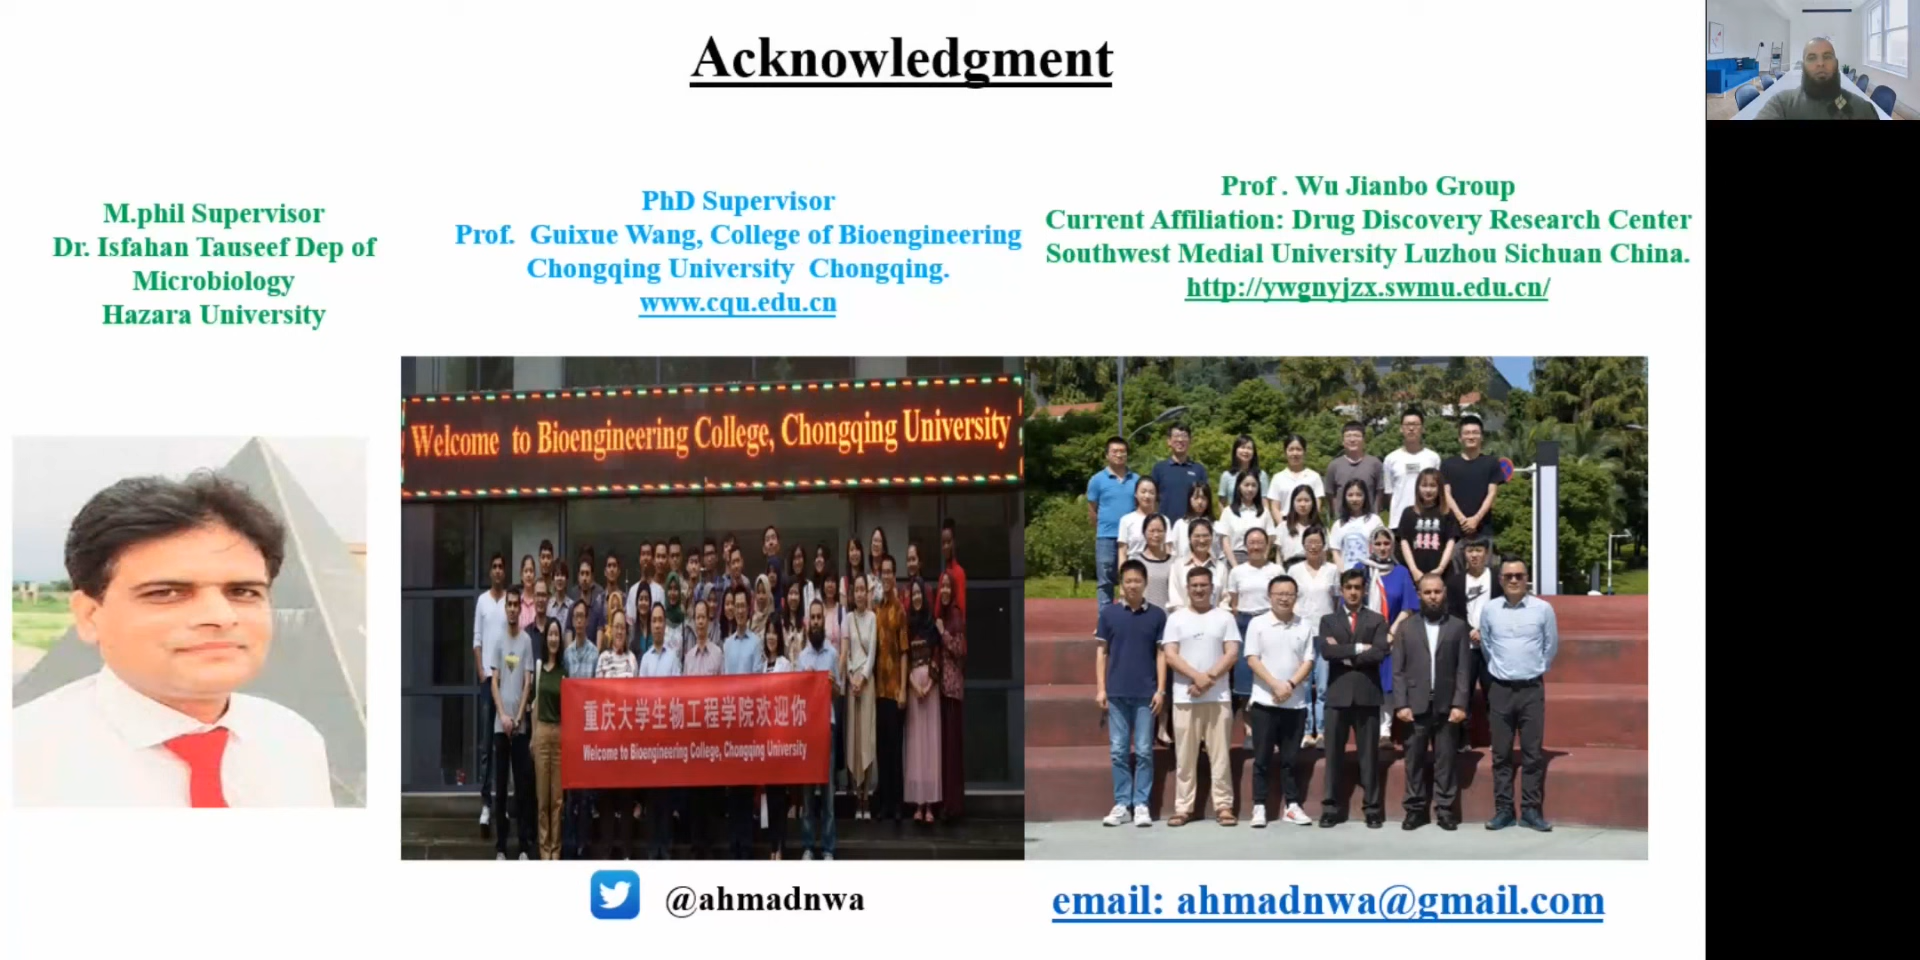 Acknowledgment
M.phil Supervisor
Dr. Isfahan Tauseef Dep of
Microbiology
Hazara University
PhD Supervisor
Prof. Guixue Wang, College of Bioengineering
Chongqing University Chongqing.
www.cqu.edu.cn
Prof . Wu Jianbo Group
Current Affiliation: Drug Discovery Research Center
Southwest Medial University Luzhou Sichuan China.
http://ywgnyjzx.swmu.edu.cn/
Welcome to Bioengineering College, Chongqing University
重庆大学生物工程学院欢迎你
Welcome to Bioengineering College, Chongqing University
@ahmadnwa
email: ahmadnwa@gmail.com